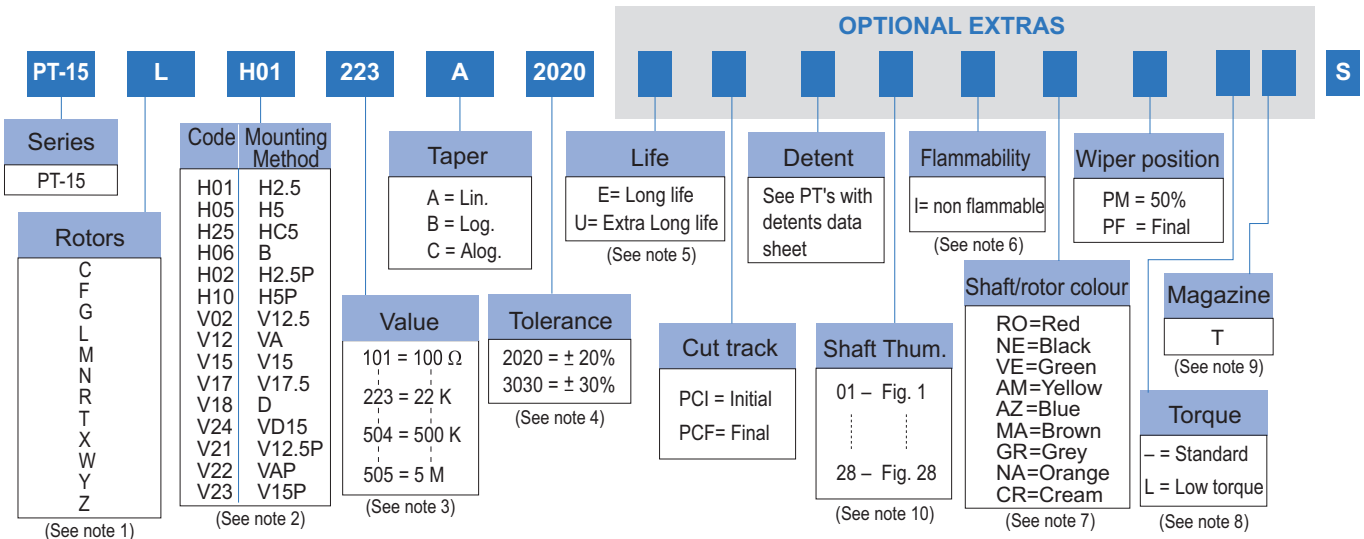 OPTIONAL EXTRAS
PT-15 L H01 223 A 2020 S
Series
PT-15
Rotors
C
F
G
L
M
N
R
T
X
W
Y
Z
(See note 1)
Code Mounting Method
H01 H2.5
H05 H5
H25 HC5
H06 B
H02 H2.5P
H10 H5P
V02 V12.5
V12 VA
V15 V15
V17 V17.5
V18 D
V24 VD15
V21 V12.5P
V22 VAP
V23 V15P
(See note 2)
Taper
A = Lin.
B = Log.
C = Alog.
Value
101 = 100 Ω
223 = 22 K
504 = 500 K
505 = 5 M
(See note 3)
Tolerance
2020 = ± 20%
3030 = ± 30%
(See note 4)
Life
E= Long life
U= Extra Long life
(See note 5)
Cut track
PCI = Initial
PCF= Final
Detent
See PT's with
detents data
sheet
Shaft Thum.
01 – Fig. 1
28 – Fig. 28
(See note 10)
Flammability
I= non flammable
(See note 6)
Shaft/rotor colour
RO=Red
NE=Black
VE=Green
AM=Yellow
AZ=Blue
MA=Brown
GR=Grey
NA=Orange
CR=Cream
(See note 7)
Wiper position
PM = 50%
PF = Final
Torque
– = Standard
L = Low torque
(See note 8)
Magazine
T
(See note 9)